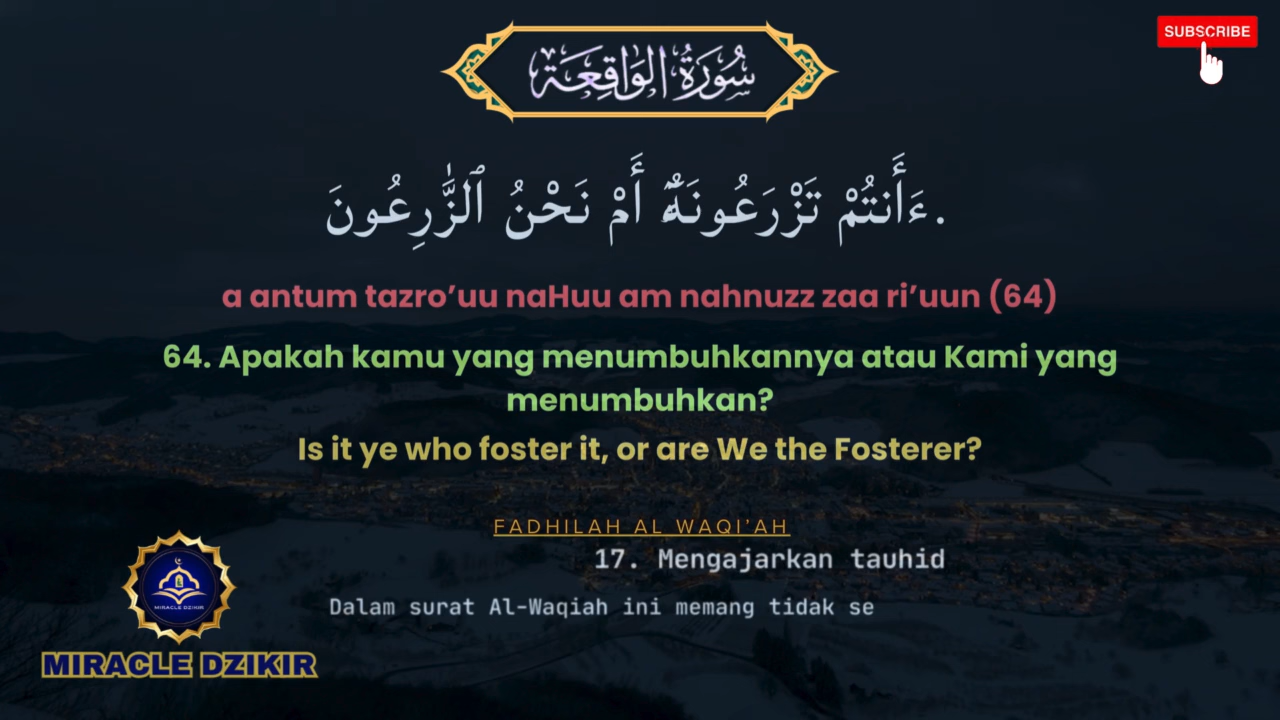 سُورَةُ الوَاقِعَة
SUBSCRIBE
ءَأَنتُمْ تَزْرَعُونَهُۥٓ أَمْ نَحْنُ ٱلزَّٰرِعُونَ.
a antum tazro’uu naHuu am nahnuzz zaa ri’uun (64)
64. Apakah kamu yang menumbuhkannya atau Kami yang
menumbuhkan?
Is it ye who foster it, or are We the Fosterer?
FADHILAH AL WAQI’AH
17. Mengajarkan tauhid
Dalam surat Al-Waqiah ini memang tidak se
MIRACLE DZIKIR
MIRACLE DZIKIR